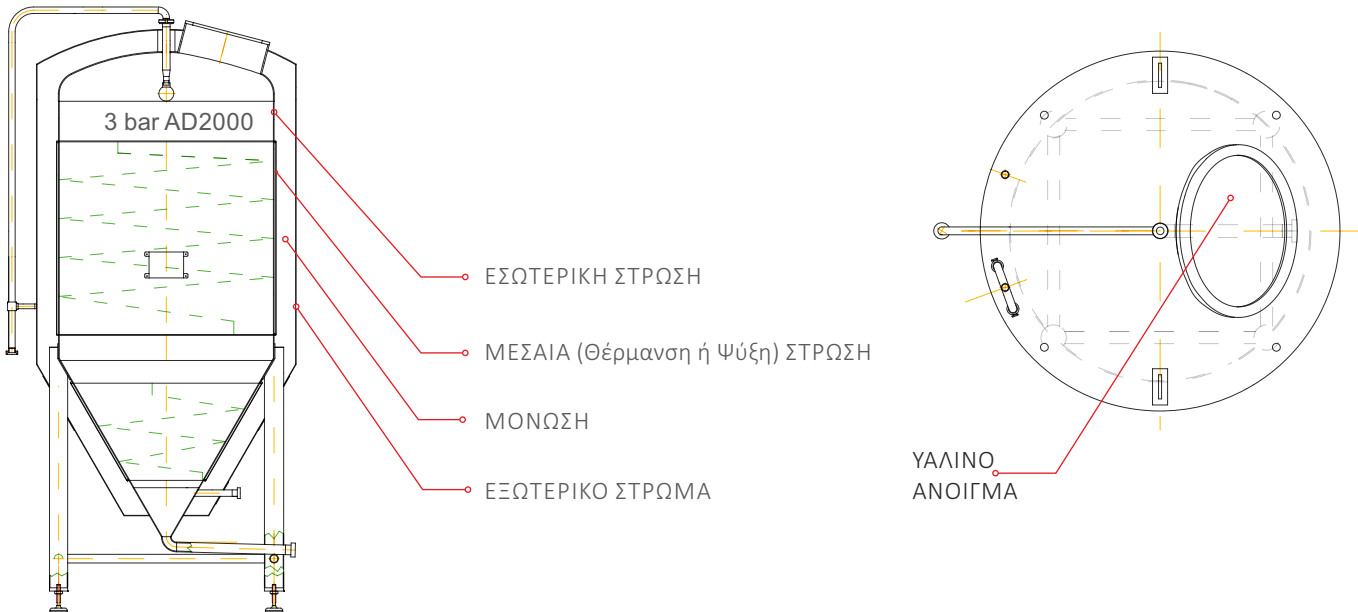 3 bar AD2000
ΕΣΩΤΕΡΙΚΗ ΣΤΡΩΣΗ
ΜΕΣΑΙΑ (Θέρμανση ή Ψύξη) ΣΤΡΩΣΗ
ΜΟΝΩΣΗ
ΕΞΩΤΕΡΙΚΟ ΣΤΡΩΜΑ
ΥΑΛΙΝΟ
ΑΝΟΙΓΜΑ